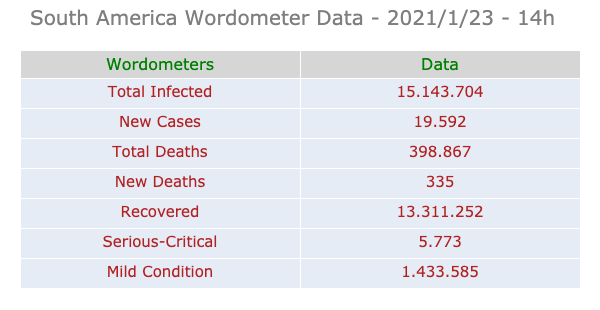 South America Wordometer Data - 2021/1/23 - 14h
Wordometers Data
Total Infected 15.143.704
New Cases 19.592
Total Deaths 398.867
New Deaths 335
Recovered 13.311.252
Serious-Critical 5.773
Mild Condition 1.433.585